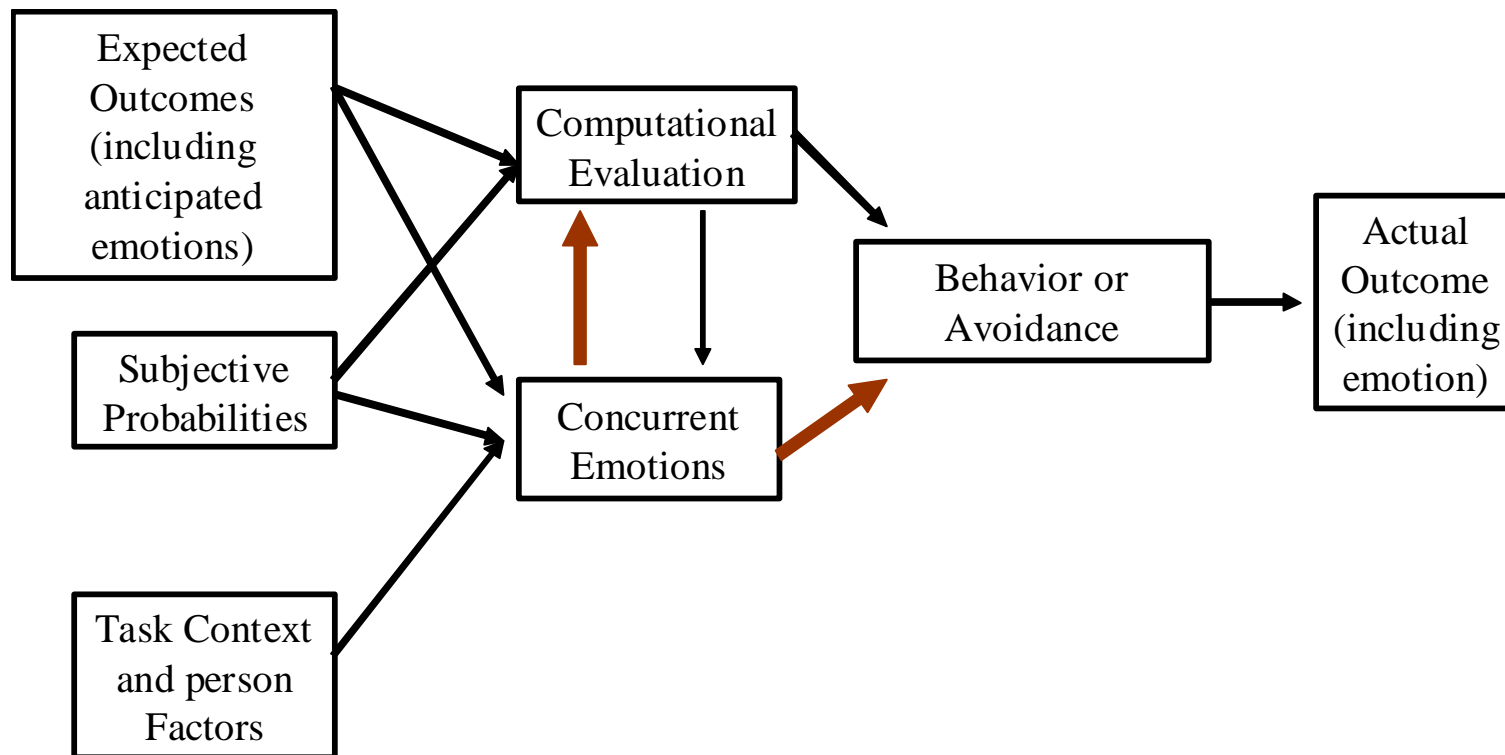 Expected
Outcomes
(including
anticipated
emotions)
Computational
Evaluation
Subjective
Probabilities
Concurrent
Emotions
Task Context
and person
Factors
Behavior or
Avoidance
Actual
Outcome
(including
emotion)